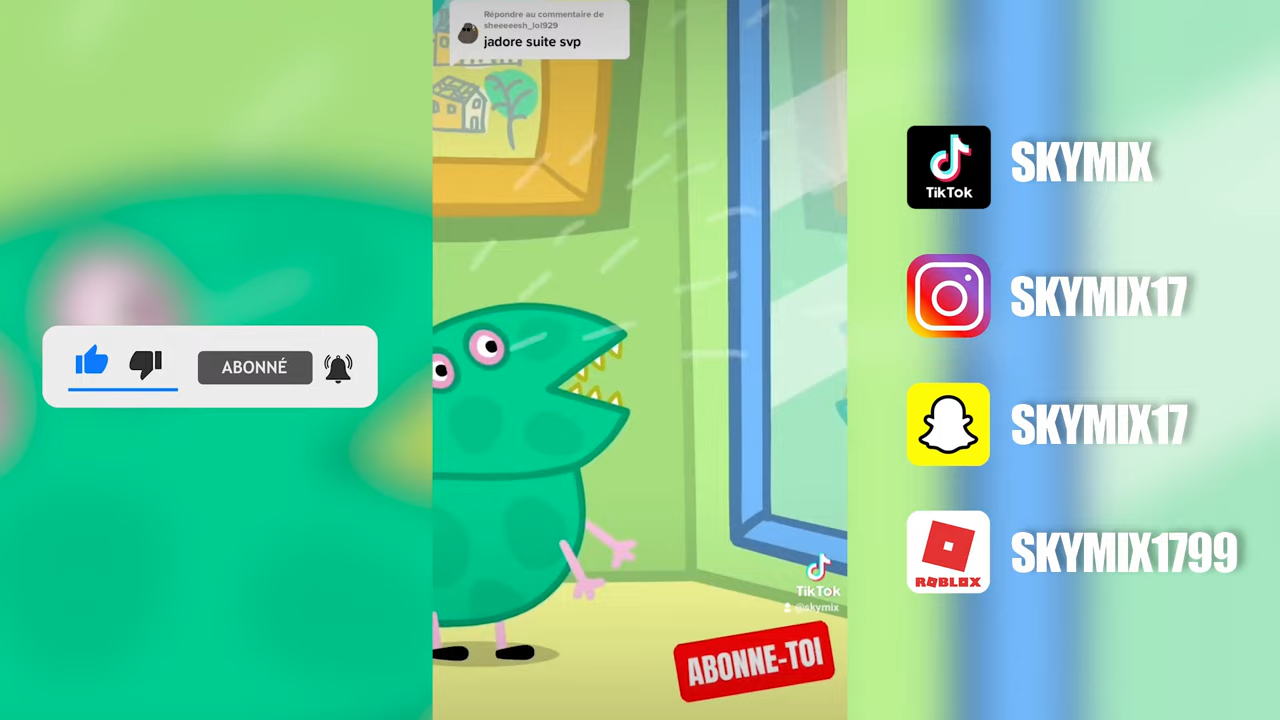 Répondre au commentaire de
sheeeeesh_lol929
jadore suite svp
ABONNÉ
TikTok
@skymix
ABONNE-TOI
TikTok
SKYMIX
SKYMIX17
SKYMIX17
ROBLOX
SKYMIX1799